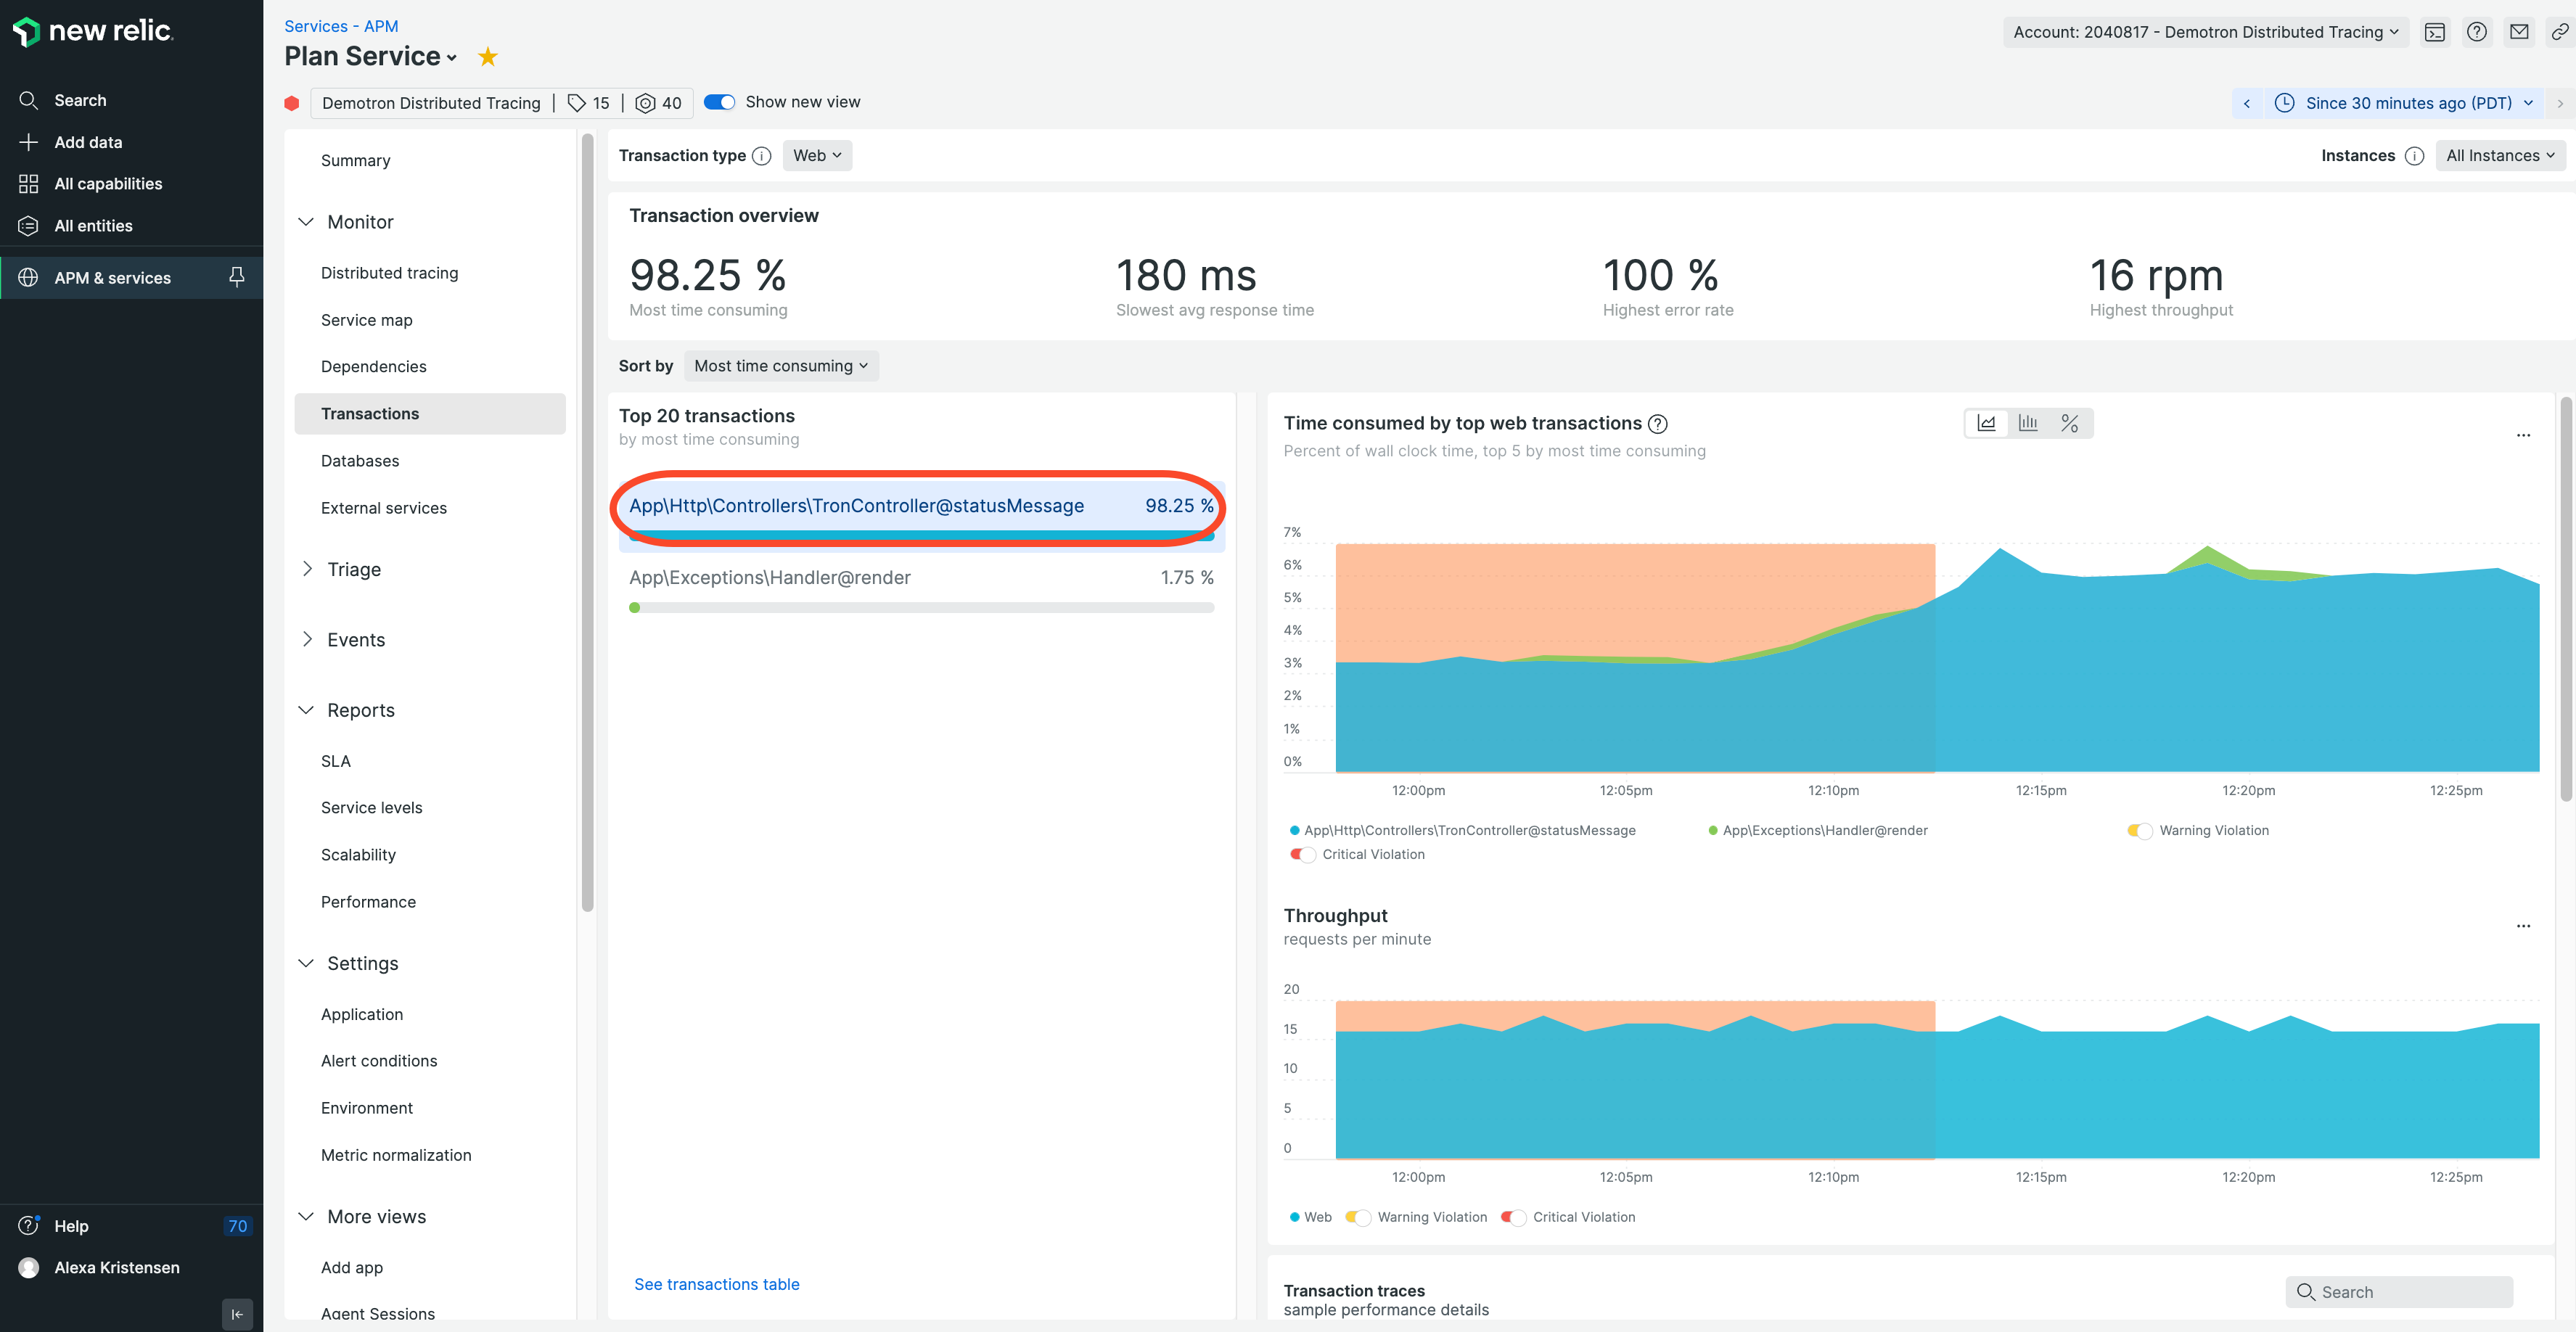 new relic.
Search
Add data
All capabilities
All entities
APM & services
Help 70
Alexa Kristensen
Services - APM
Plan Service
Account: 2040817 - Demotron Distributed Tracing
Demotron Distributed Tracing | 15 | 40
Show new view
Since 30 minutes ago (PDT)
Summary
Monitor
Distributed tracing
Service map
Dependencies
Transactions
Databases
External services
Triage
Events
Reports
SLA
Service levels
Scalability
Performance
Settings
Application
Alert conditions
Environment
Metric normalization
More views
Add app
Agent Sessions
Transaction type Web
Instances All Instances
Transaction overview
98.25 %
Most time consuming
180 ms
Slowest avg response time
100 %
Highest error rate
16 rpm
Highest throughput
Sort by Most time consuming
Top 20 transactions
by most time consuming
App\Http\Controllers\TronController@statusMessage 98.25 %
App\Exceptions\Handler@render 1.75 %
See transactions table
Time consumed by top web transactions
Percent of wall clock time, top 5 by most time consuming
7%
6%
5%
4%
3%
2%
1%
0%
12:00pm 12:05pm 12:10pm 12:15pm 12:20pm 12:25pm
App\Http\Controllers\TronController@statusMessage App\Exceptions\Handler@render Warning Violation
Critical Violation
Throughput
requests per minute
20
15
10
5
0
12:00pm 12:05pm 12:10pm 12:15pm 12:20pm 12:25pm
Web Warning Violation Critical Violation
Transaction traces
sample performance details
Search